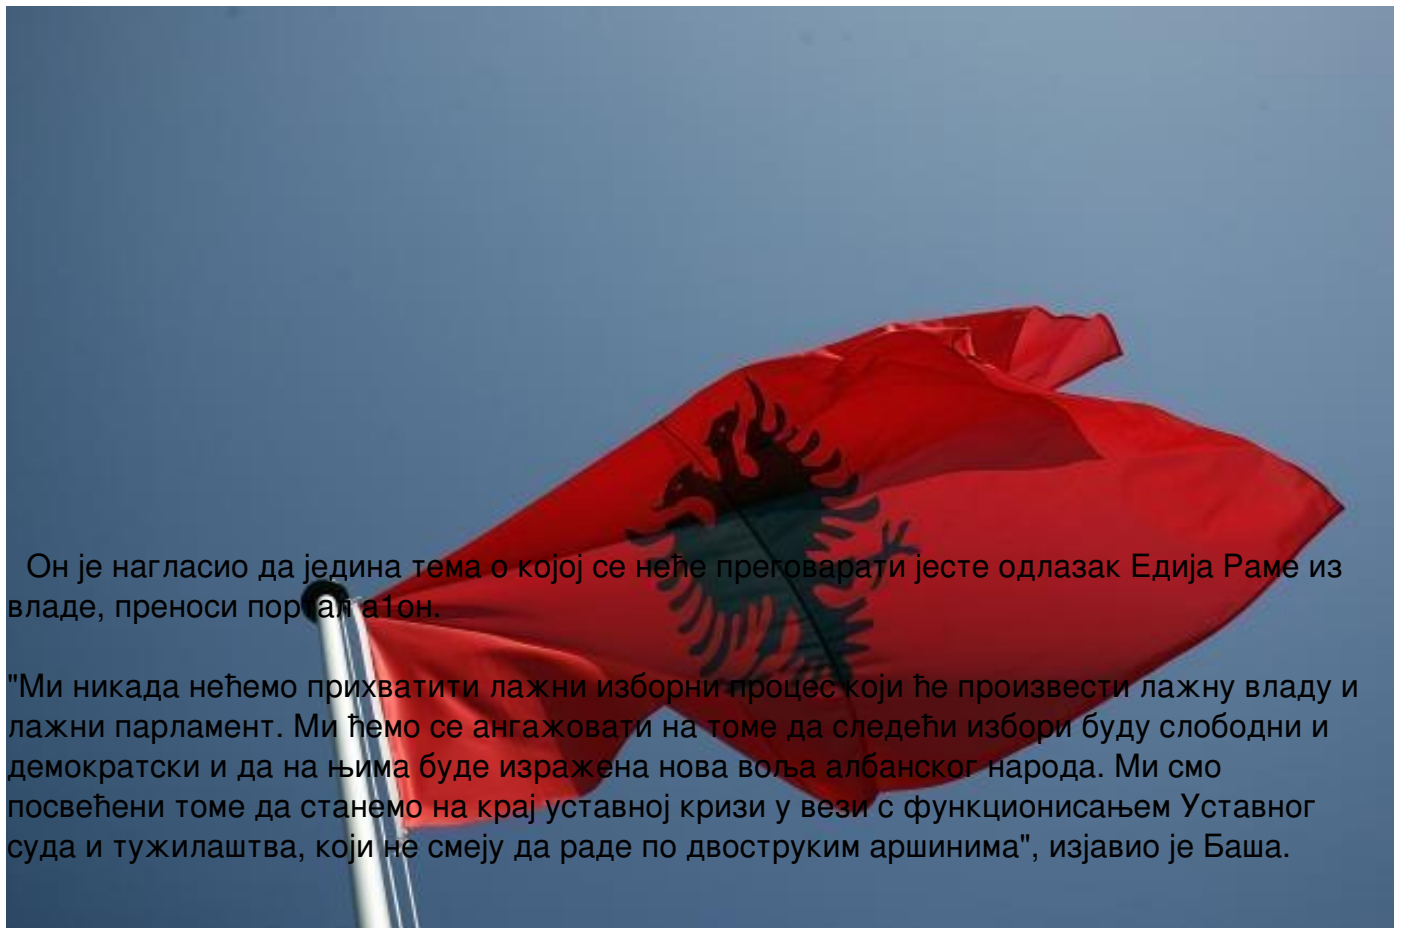 Он је нагласио да једина тема о којој се неће преговарати јесте одлазак Едија Раме из
владе, преноси портал а1он.
"Ми никада нећемо прихватити лажни изборни процес који ће произвести лажну владу и
лажни парламент. Ми ћемо се ангажовати на томе да следећи избори буду слободни и
демократски и да на њима буде изражена нова воља албанског народа. Ми смо
посвећени томе да станемо на крај уставној кризи у вези с функционисањем Уставног
суда и тужилаштва, који не смеју да раде по двоструким аршинима", изјавио је Баша.